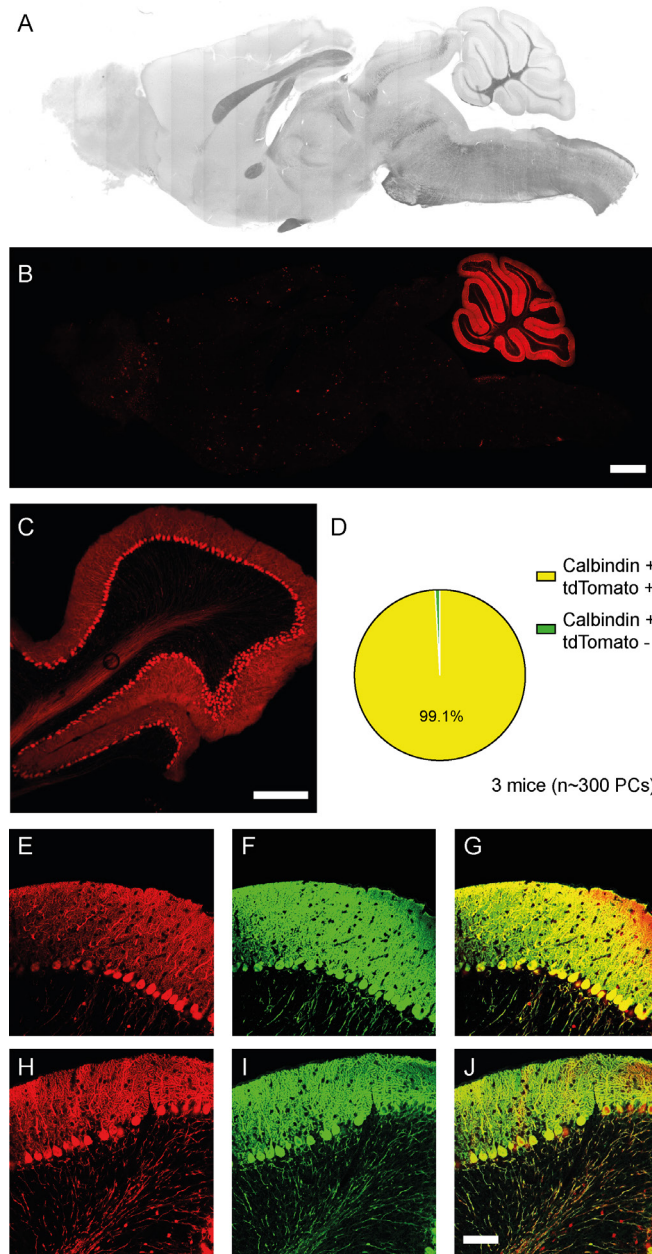 A
B
C
D
Calbindin +
tdTomato +
Calbindin +
tdTomato -
99.1%
3 mice (n~300 PCs)
E
F
G
H
I
J